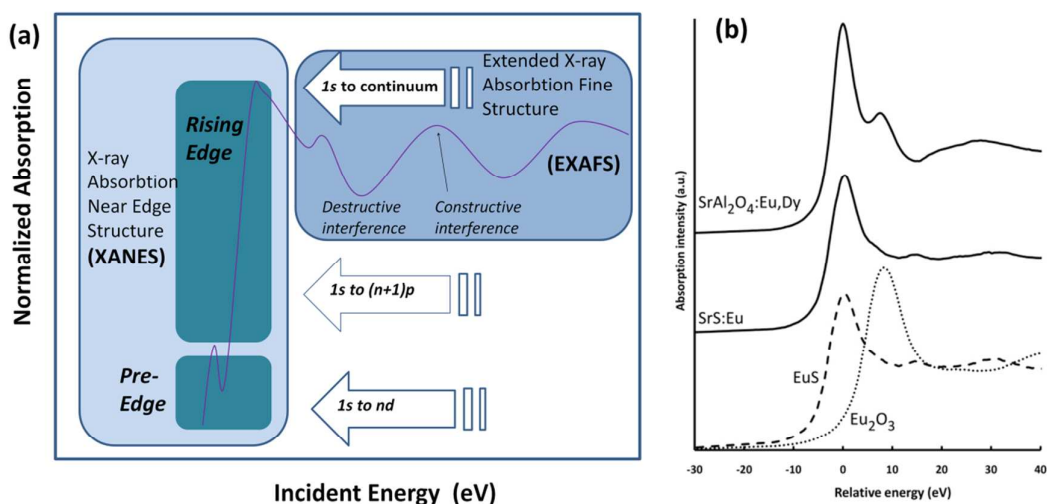 (a)
Normalized Absorption
X-ray
Absorbtion
Near Edge
Structure
(XANES)
Rising
Edge
Pre-
Edge
1s to continuum
Extended X-ray
Absorbtion Fine
Structure
(EXAFS)
Destructive
interference
Constructive
interference
1s to (n+1)p
1s to nd
Incident Energy (eV)
(b)
Absorption intensity (a.u.)
SrAl₂O₄:Eu,Dy
SrS:Eu
EuS
Eu₂O₃
-30 -20 -10 0 10 20 30 40
Relative energy (eV)